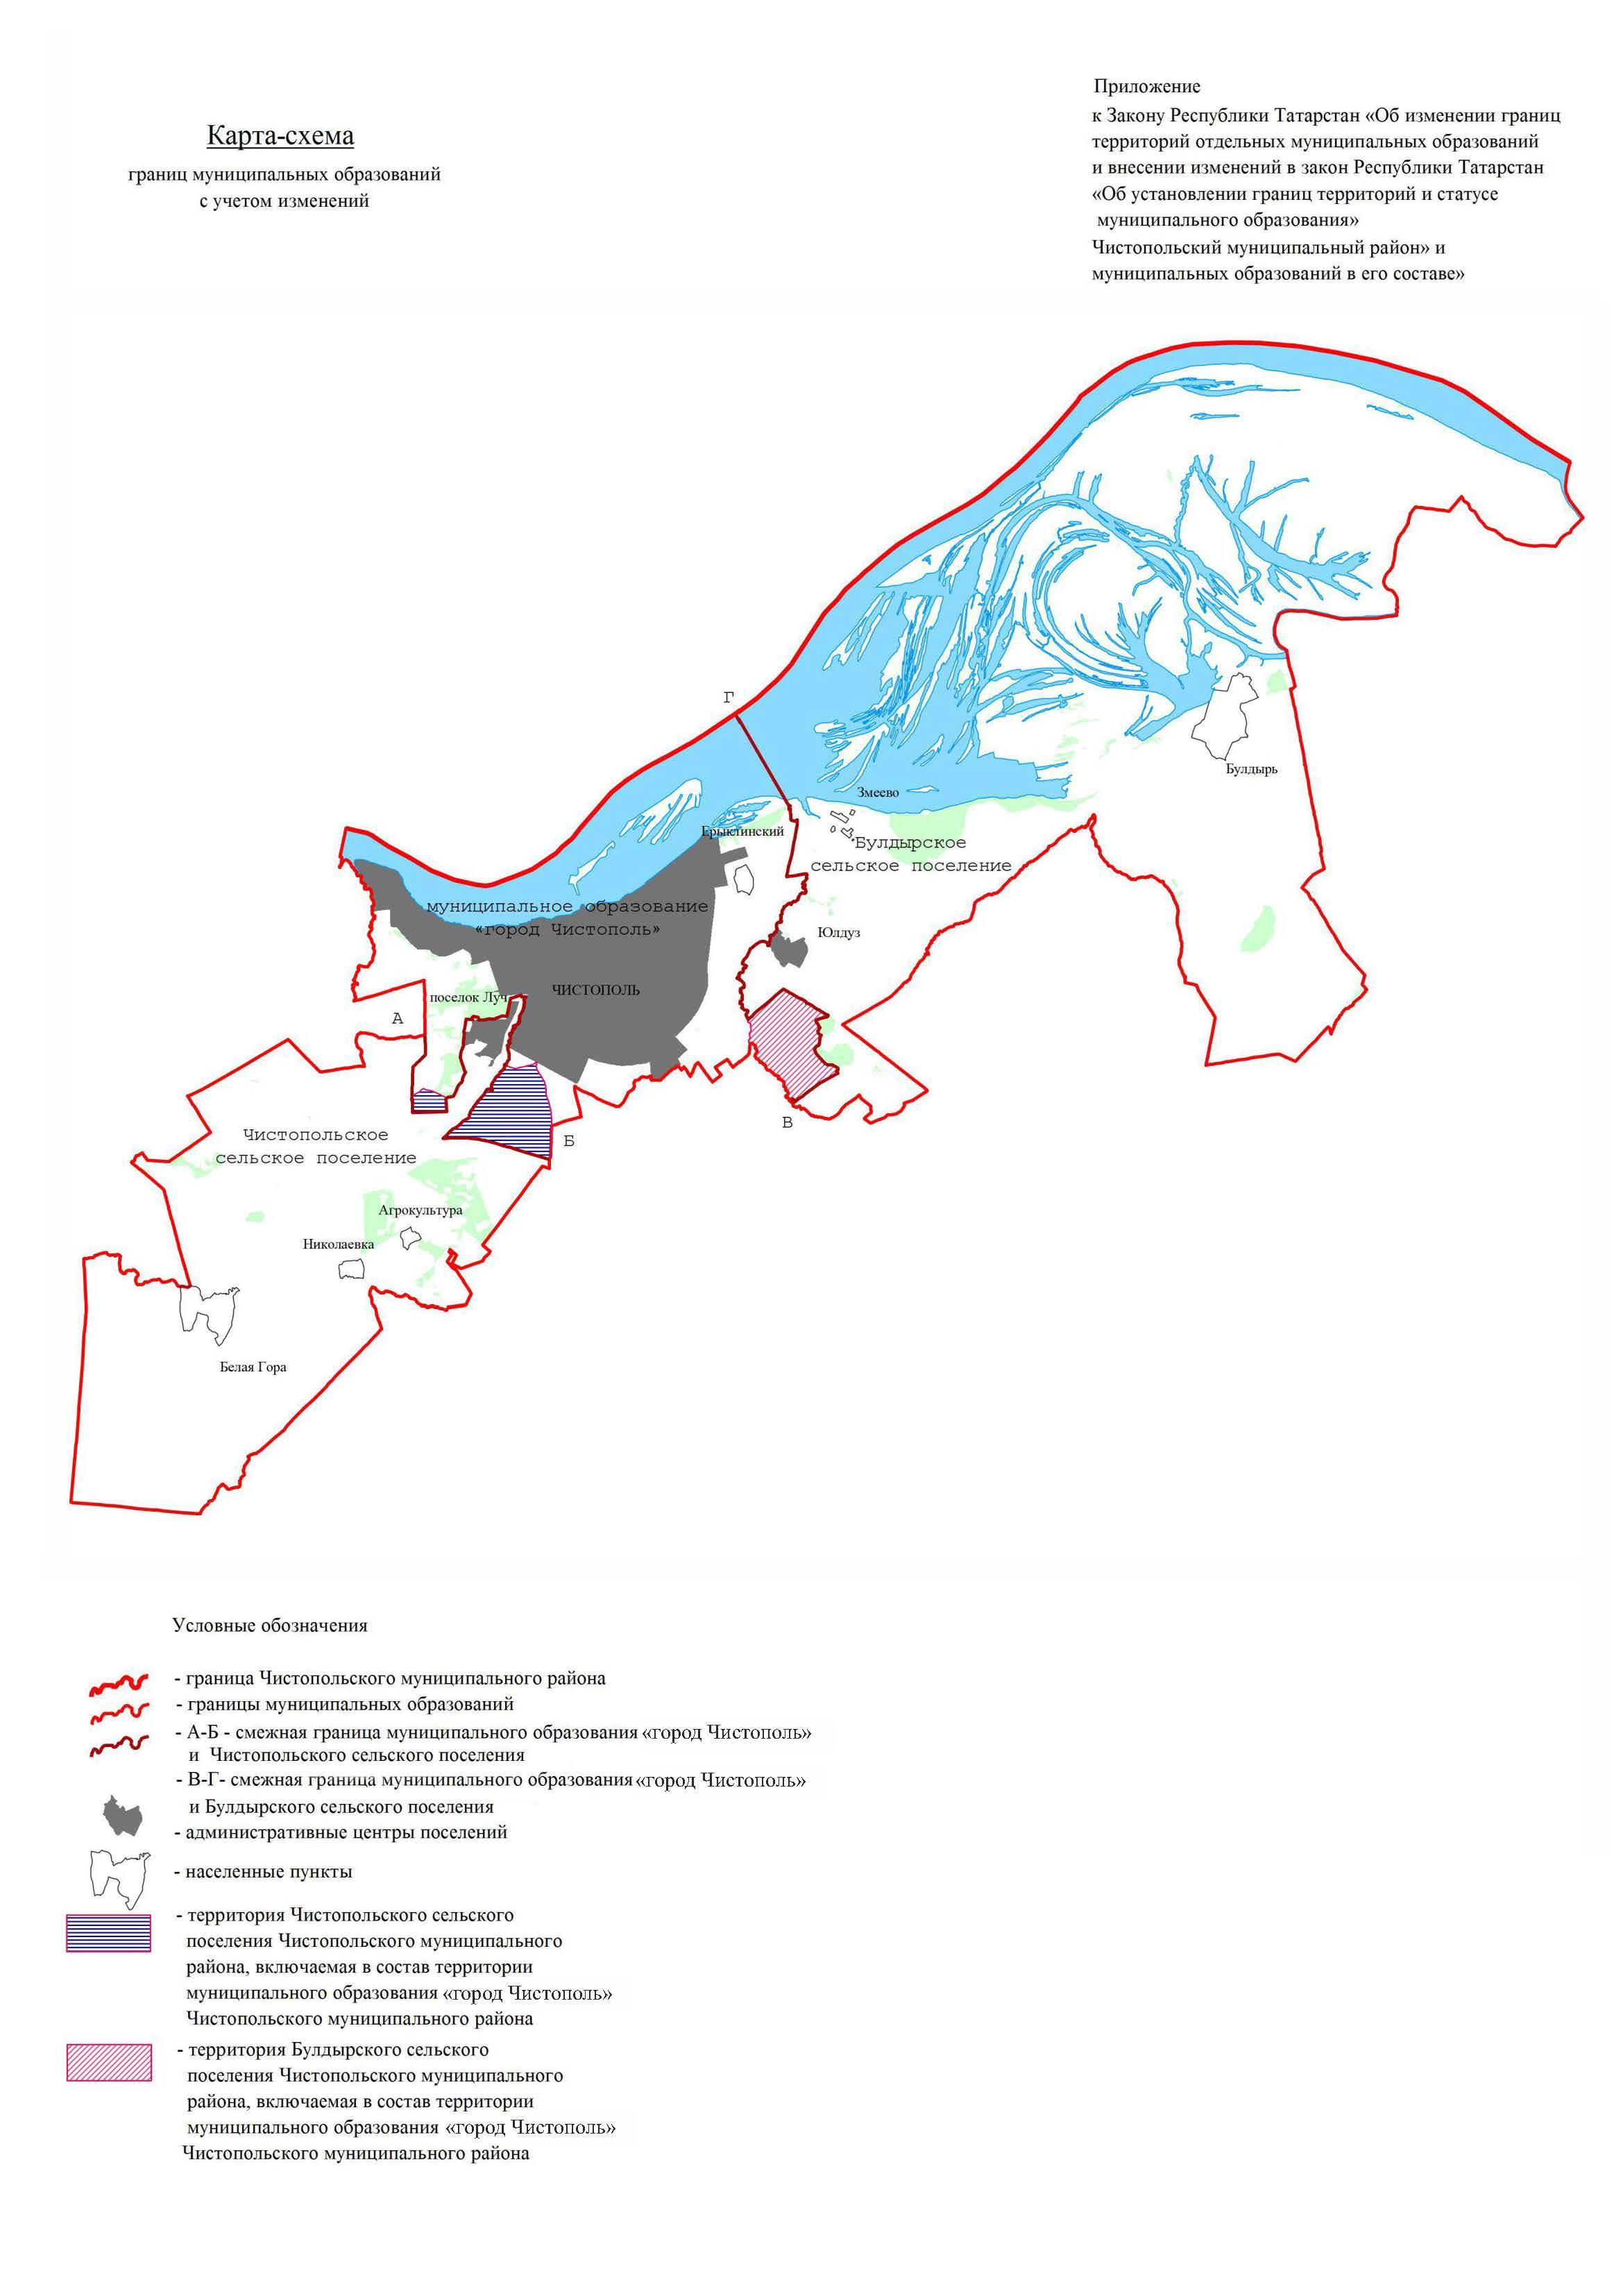 Карта-схема
границ муниципальных образований
с учетом изменений
Приложение
к Закону Республики Татарстан «Об изменении границ
территорий отдельных муниципальных образований
и внесении изменений в закон Республики Татарстан
«Об установлении границ территорий и статусе
муниципального образования»
Чистопольский муниципальный район» и
муниципальных образований в его составе»
Г
Булдырь
Змеево
Ерыклинский
Булдырское
сельское поселение
муниципальное образование
«город Чистополь»
Юлдуз
ЧИСТОПОЛЬ
поселок Луч
А
В
Б
Чистопольское
сельское поселение
Агрокультура
Николаевка
Белая Гора
Условные обозначения
- граница Чистопольского муниципального района
- границы муниципальных образований
- А-Б - смежная граница муниципального образования «город Чистополь»
и Чистопольского сельского поселения
- В-Г- смежная граница муниципального образования «город Чистополь»
и Булдырского сельского поселения
- административные центры поселений
- населенные пункты
- территория Чистопольского сельского
поселения Чистопольского муниципального
района, включаемая в состав территории
муниципального образования «город Чистополь»
Чистопольского муниципального района
- территория Булдырского сельского
поселения Чистопольского муниципального
района, включаемая в состав территории
муниципального образования «город Чистополь»
Чистопольского муниципального района